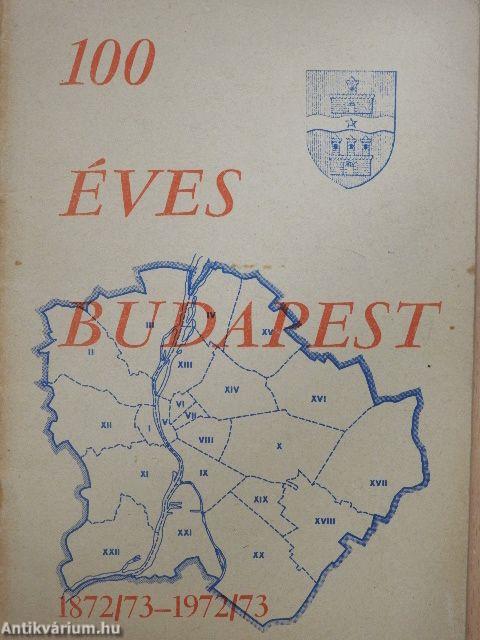 100
ÉVES
BUDAPEST
III
IV
XV
II
XIII
XIV
XVI
VI
VII
XII
I
V
VIII
X
XVII
XI
IX
XIX
XVIII
XXI
XXII
XX
1872/73–1972/73
Antikvárium.hu